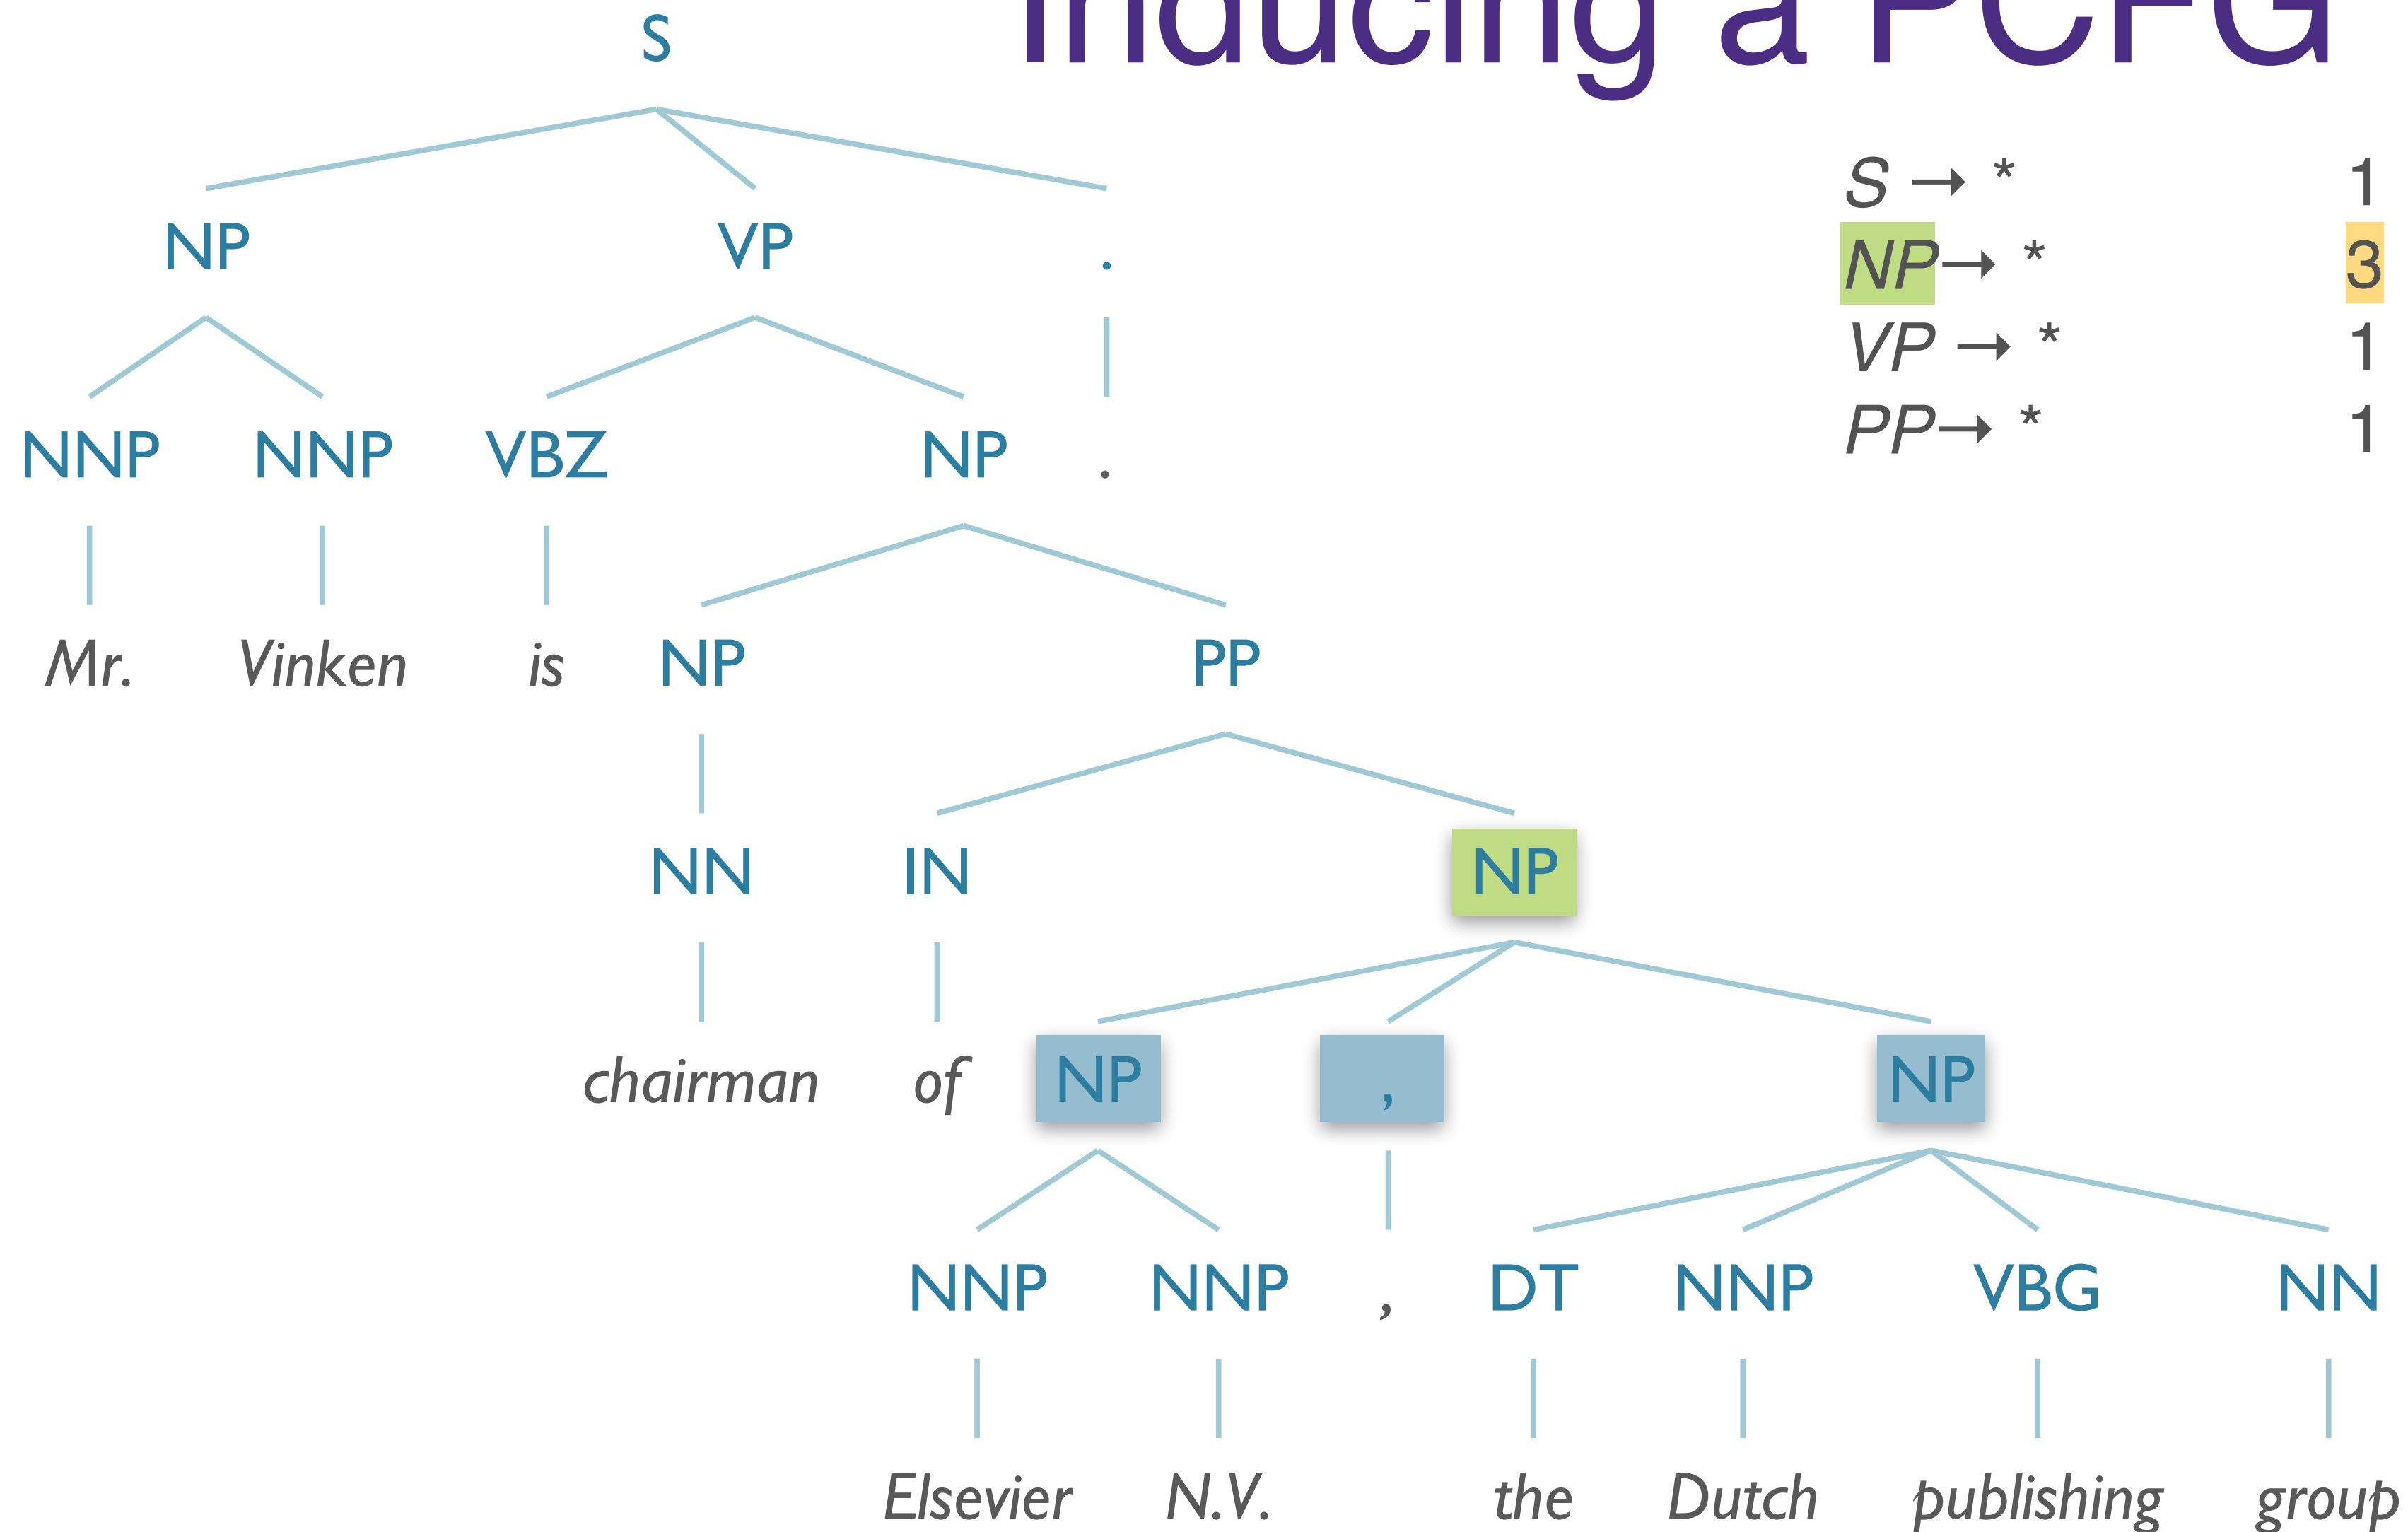 Inducing a PCFG
S
S → * 1
NP VP .
NP→ * 3
VP → * 1
NNP NNP VBZ NP .
PP→ * 1
Mr. Vinken is NP PP
NN IN NP
chairman of NP , NP
NNP NNP , DT NNP VBG NN
Elsevier N.V. the Dutch publishing group